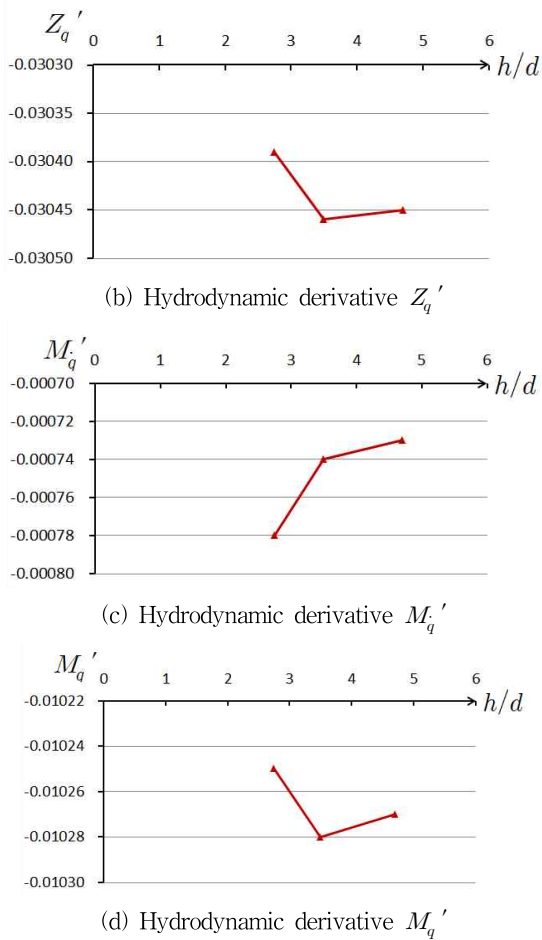 Z_q′
0 1 2 3 4 5 6
h/d
-0.03030
-0.03035
-0.03040
-0.03045
-0.03050
(b) Hydrodynamic derivative Z_q′
M_q̇′
0 1 2 3 4 5 6
h/d
-0.00070
-0.00072
-0.00074
-0.00076
-0.00078
-0.00080
(c) Hydrodynamic derivative M_q̇′
M_q′
0 1 2 3 4 5 6
h/d
-0.01022
-0.01024
-0.01026
-0.01028
-0.01030
(d) Hydrodynamic derivative M_q′